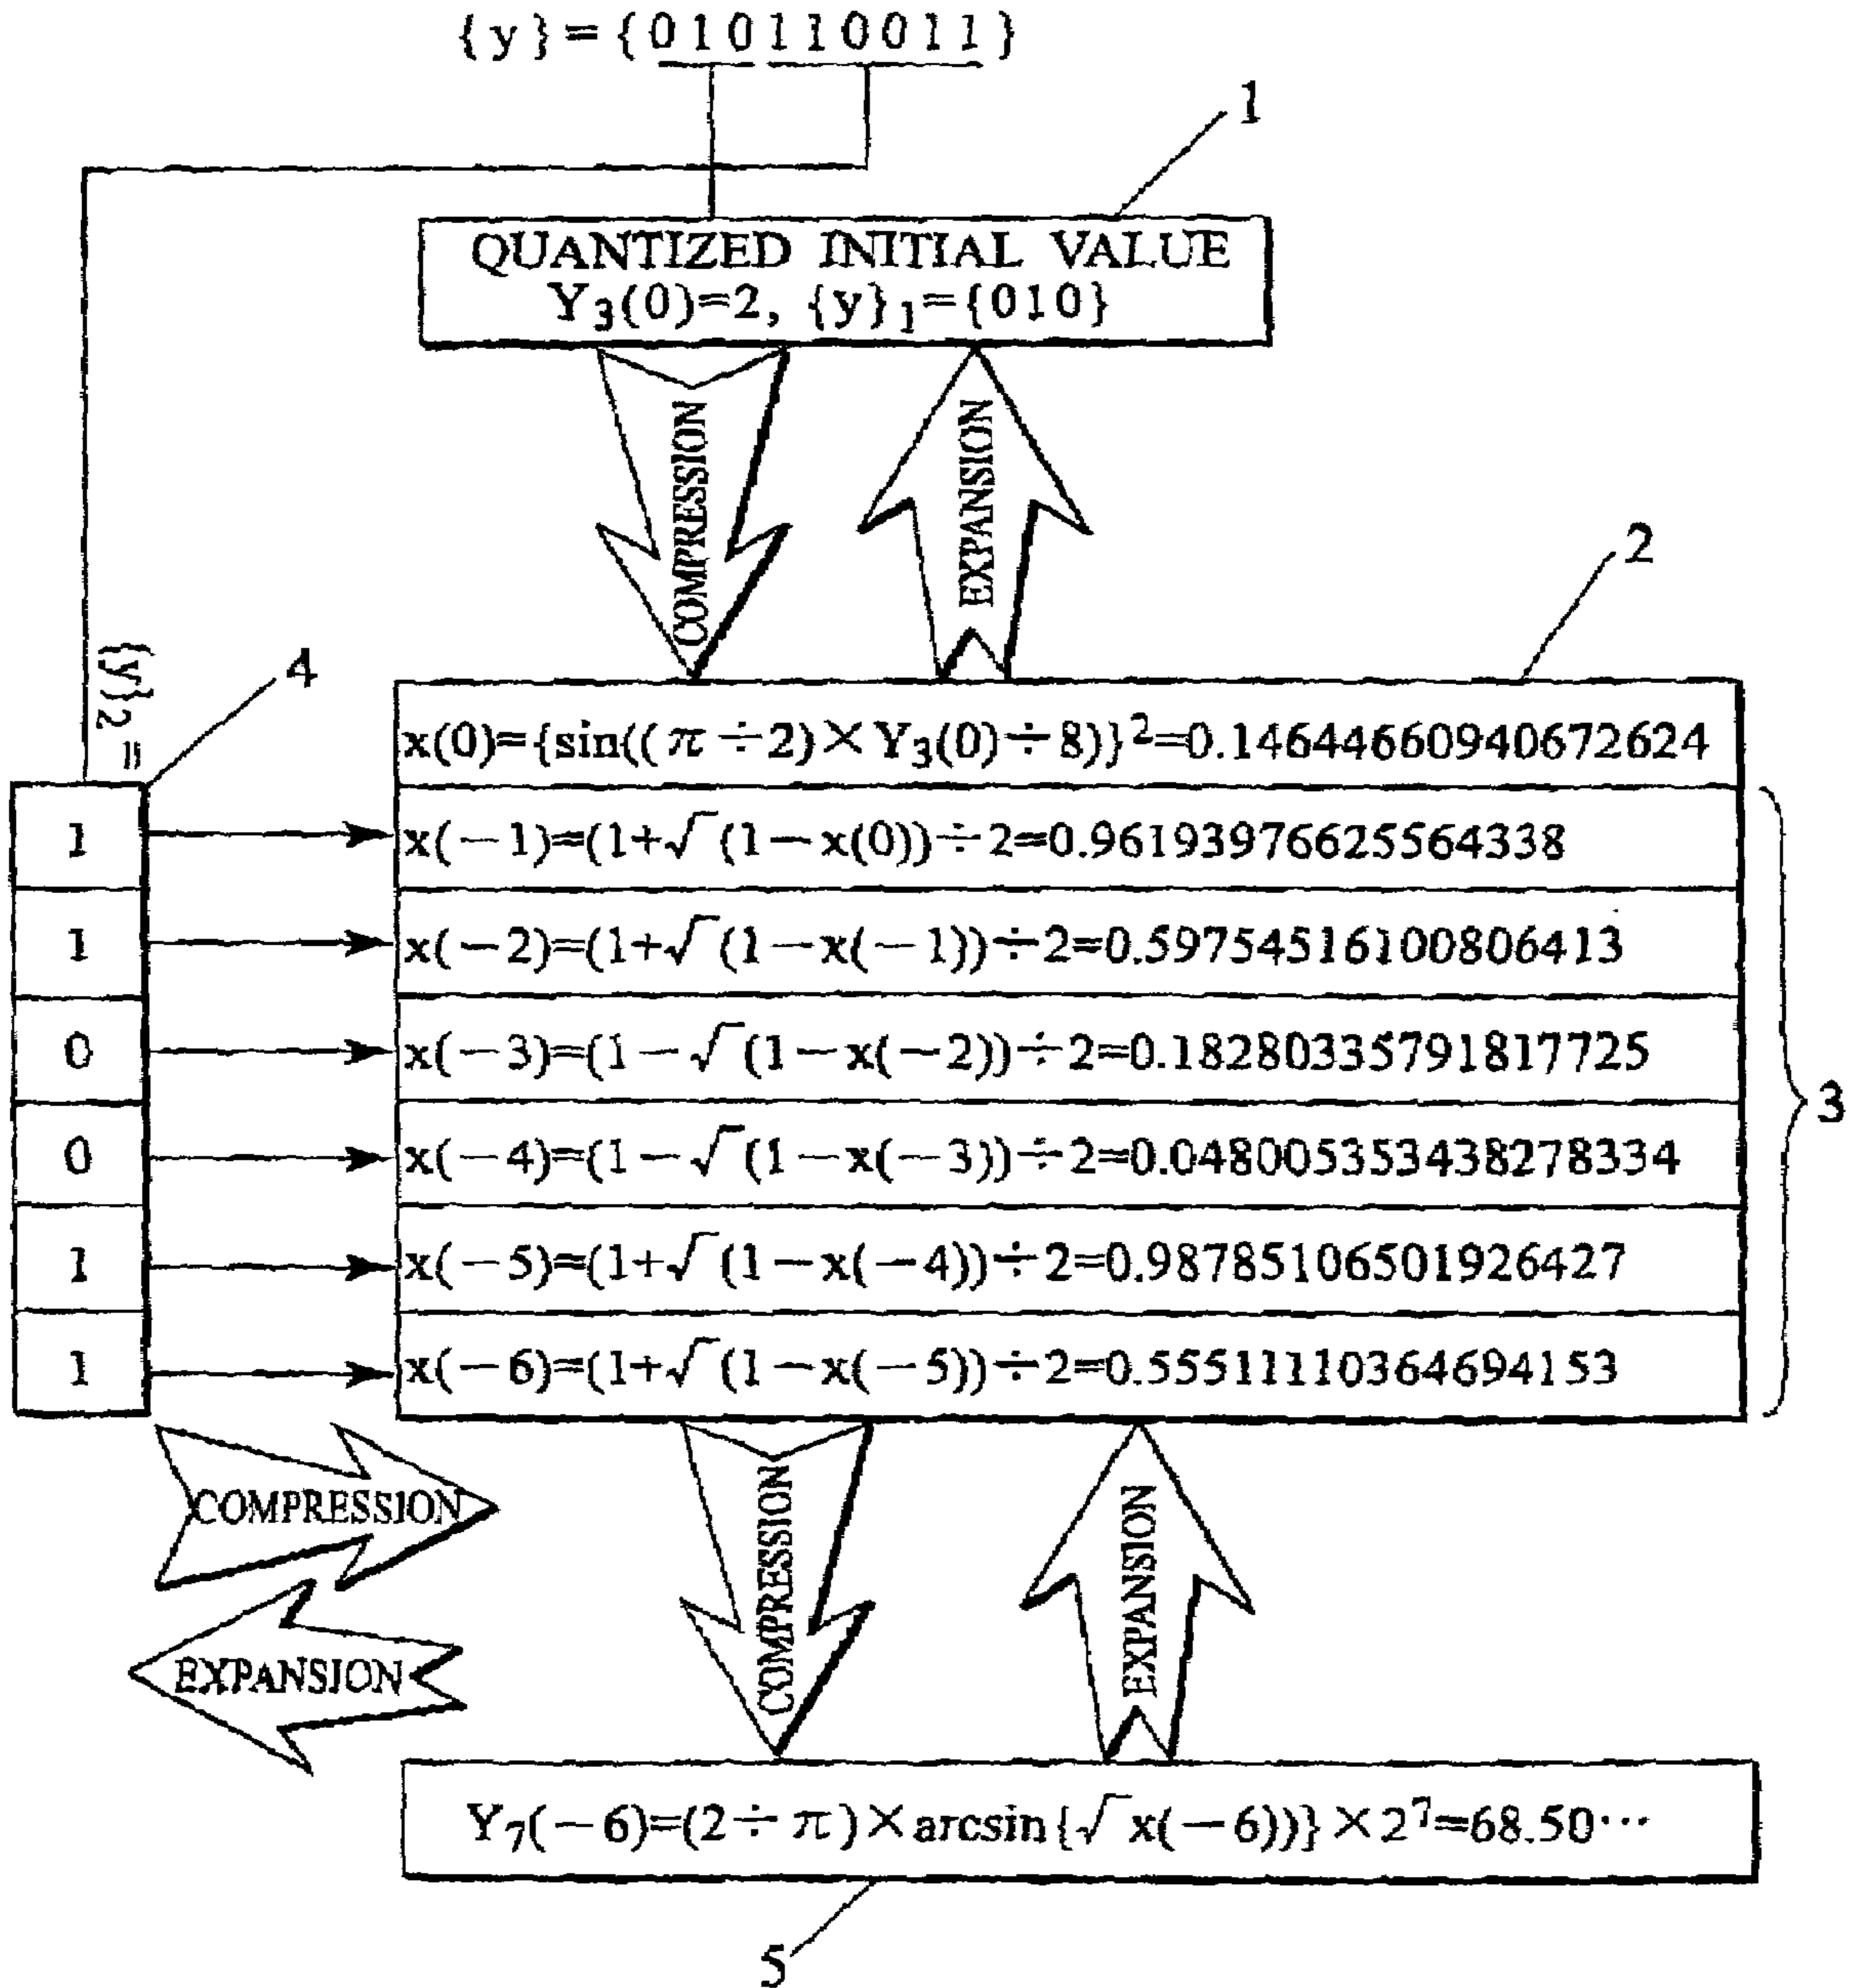 {y}={010110011}
1
QUANTIZED INITIAL VALUE
Y₃(0)=2, {y}₁={010}
COMPRESSION
EXPANSION
2
{y}₂=
4
x(0)={sin((π÷2)×Y₃(0)÷8)}²=0.14644660940672624
1
x(−1)=(1+√(1−x(0))÷2=0.96193976625564338
1
x(−2)=(1+√(1−x(−1))÷2=0.59754516100806413
0
x(−3)=(1−√(1−x(−2))÷2=0.18280335791817725
0
x(−4)=(1−√(1−x(−3))÷2=0.048005353438278334
1
x(−5)=(1+√(1−x(−4))÷2=0.98785106501926427
1
x(−6)=(1+√(1−x(−5))÷2=0.55511110364694153
3
COMPRESSION
EXPANSION
COMPRESSION
EXPANSION
Y₇(−6)=(2÷π)×arcsin{√x(−6))}×2⁷=68.50···
5